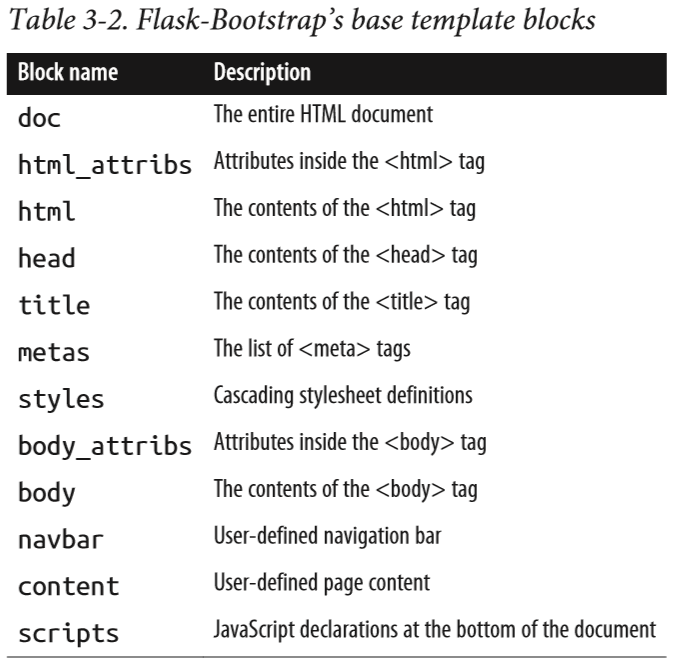 Table 3-2. Flask-Bootstrap’s base template blocks
Block name Description
doc The entire HTML document
html_attribs Attributes inside the <html> tag
html The contents of the <html> tag
head The contents of the <head> tag
title The contents of the <title> tag
metas The list of <meta> tags
styles Cascading stylesheet definitions
body_attribs Attributes inside the <body> tag
body The contents of the <body> tag
navbar User-defined navigation bar
content User-defined page content
scripts JavaScript declarations at the bottom of the document